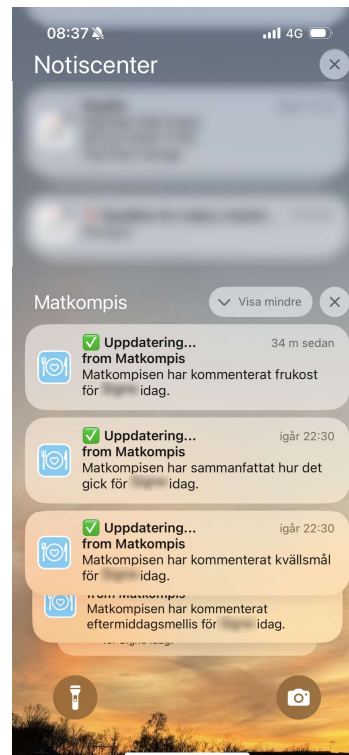 08:37
4G
Notiscenter
Matkompis
Visa mindre
✅ Uppdatering...
34 m sedan
from Matkompis
Matkompisen har kommenterat frukost
för idag.
✅ Uppdatering...
igår 22:30
from Matkompis
Matkompisen har sammanfattat hur det
gick för idag.
✅ Uppdatering...
igår 22:30
from Matkompis
Matkompisen har kommenterat kvällsmål
för idag.
from Matkompis
Matkompisen har kommenterat
eftermiddagsmellis för idag.